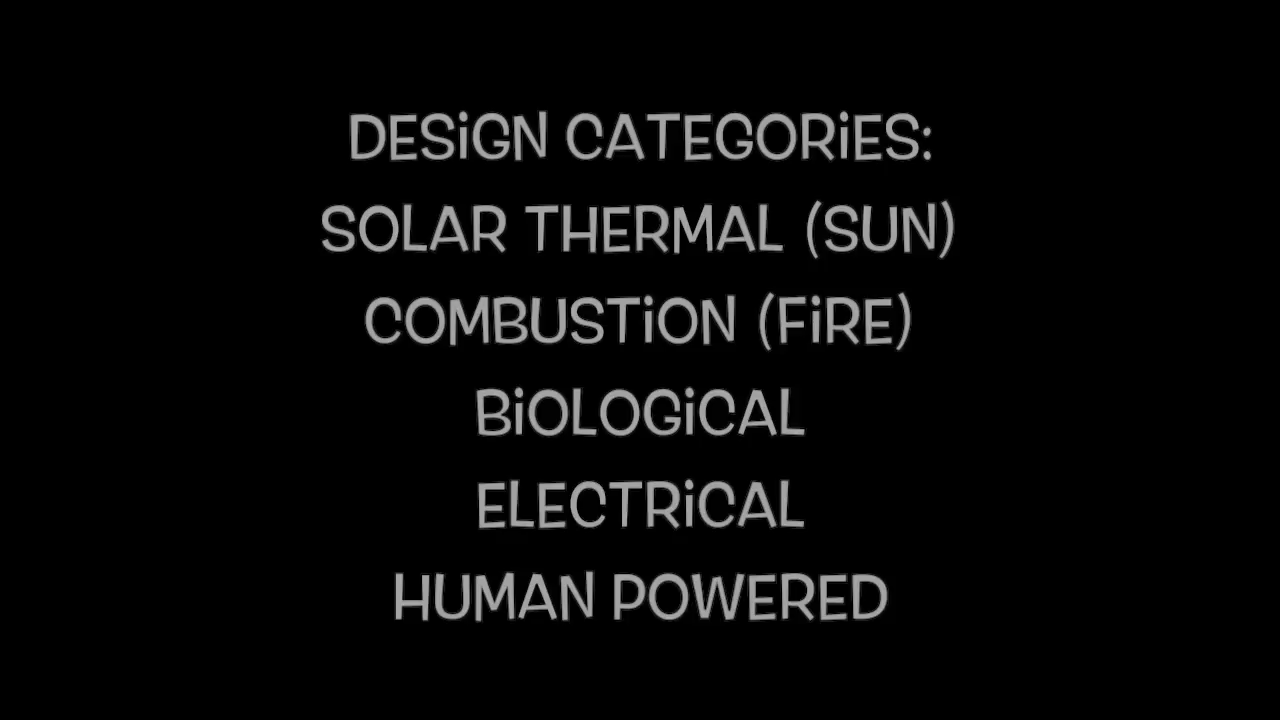 DESiGN CATEGORiES:
SOLAR THERMAL (SUN)
COMBUSTiON (FiRE)
BiOLOGiCAL
ELECTRiCAL
HUMAN POWERED